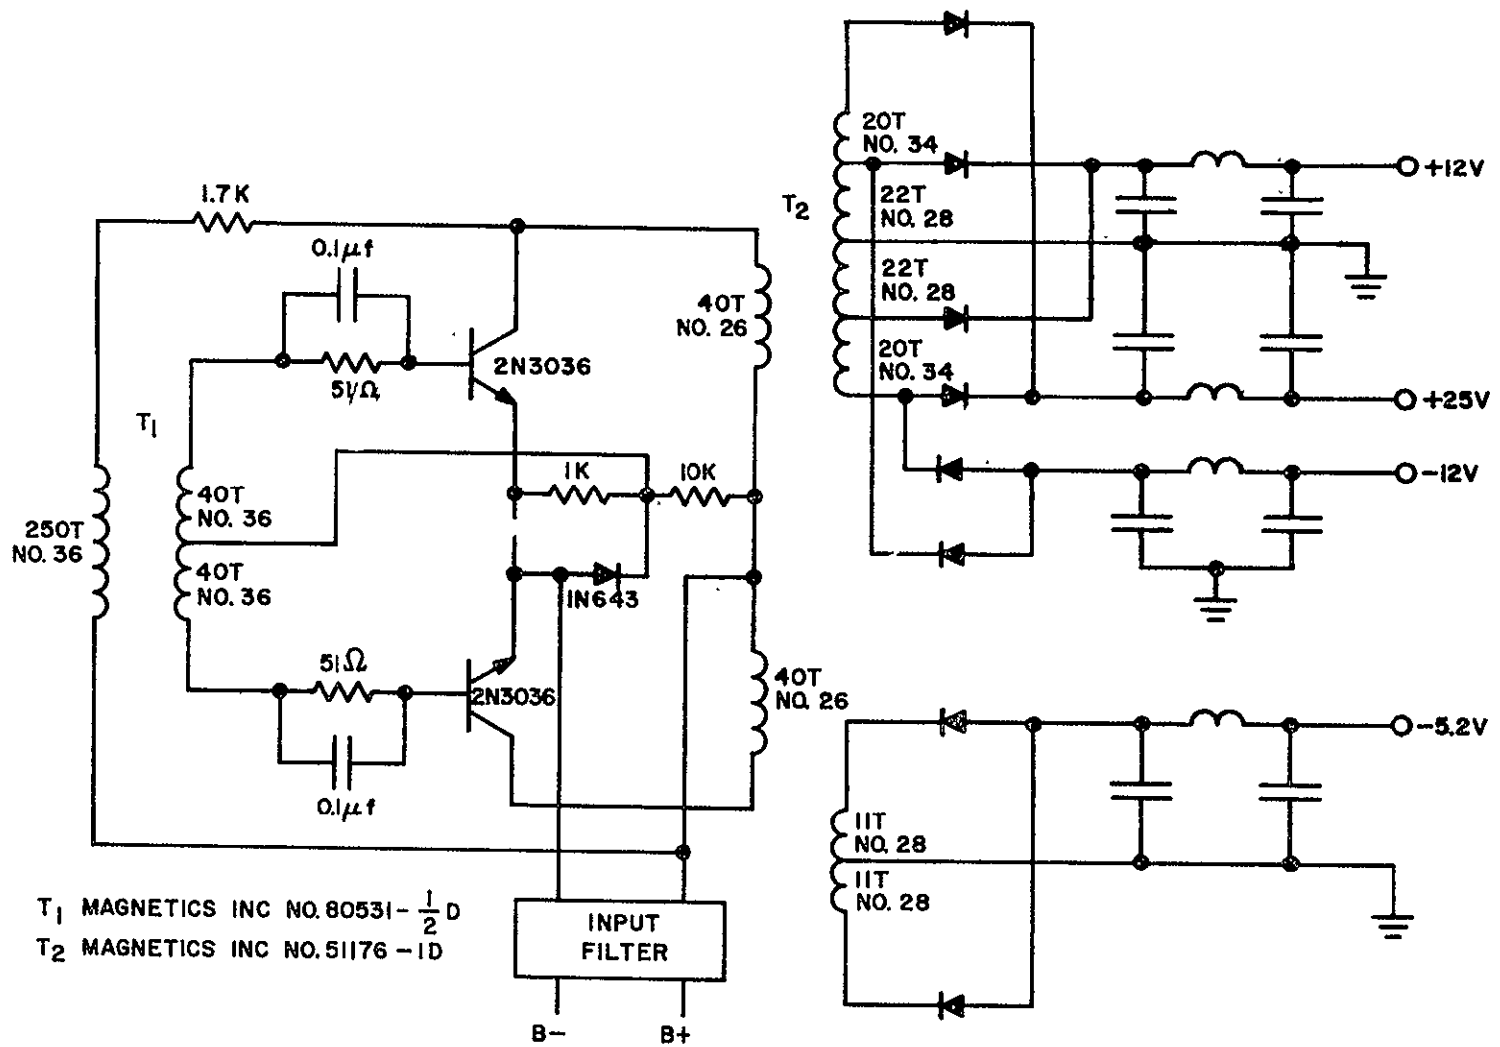 20T
NO. 34
22T
NO. 28
T2
22T
NO. 28
20T
NO. 34
+12V
+25V
-12V
1.7K
0.1μf
51Ω
2N3036
40T
NO. 26
T1
1K
10K
40T
NO. 36
250T
NO. 36
40T
NO. 36
1N643
51Ω
2N3036
40T
NO. 26
0.1μf
-5.2V
11T
NO. 28
11T
NO. 28
T1 MAGNETICS INC NO. 80531-1/2D
T2 MAGNETICS INC NO. 51176-1D
INPUT
FILTER
B-
B+